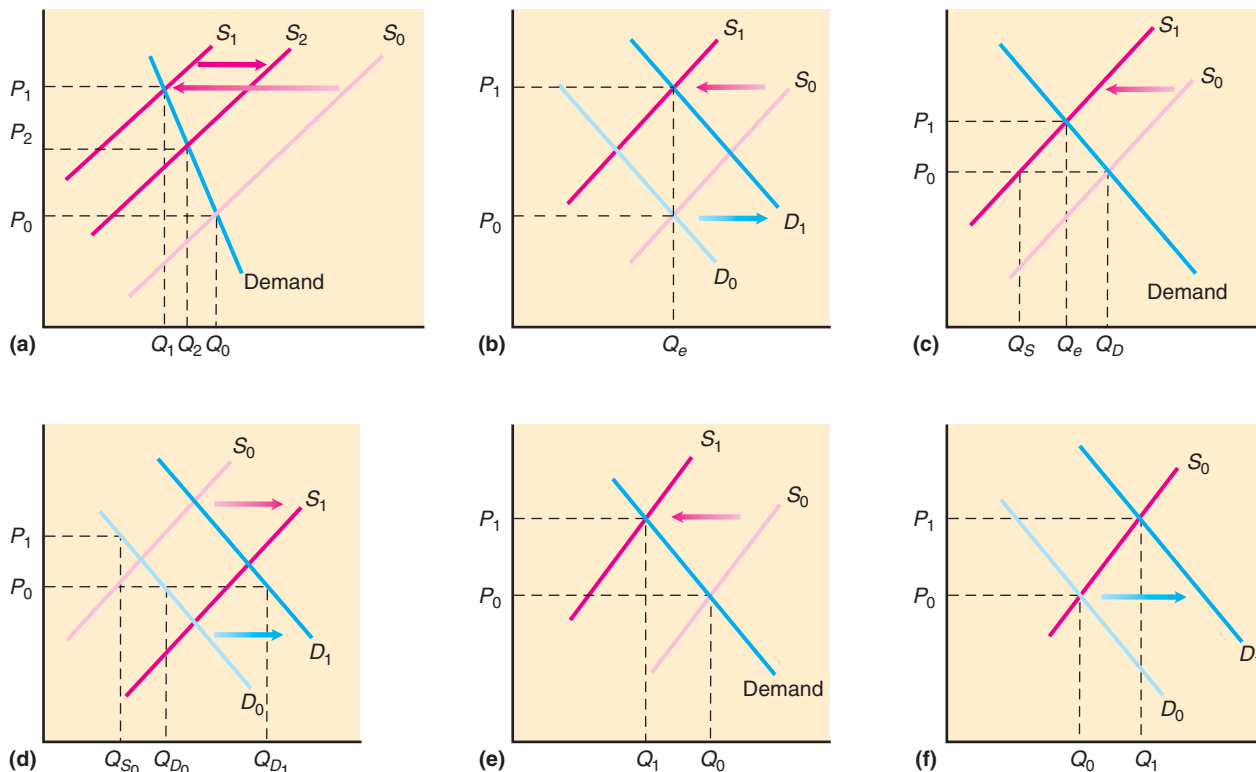 S1 S2 S0
P1
P2
P0
Demand
(a) Q1 Q2 Q0
S1
P1
S0
P0
D1
D0
(b) Qe
S1
S0
P1
P0
Demand
(c) QS Qe QD
S0
S1
P1
P0
D1
D0
(d) QS0 QD0 QD1
S1
S0
P1
P0
Demand
(e) Q1 Q0
S0
P1
P0
D
D0
(f) Q0 Q1